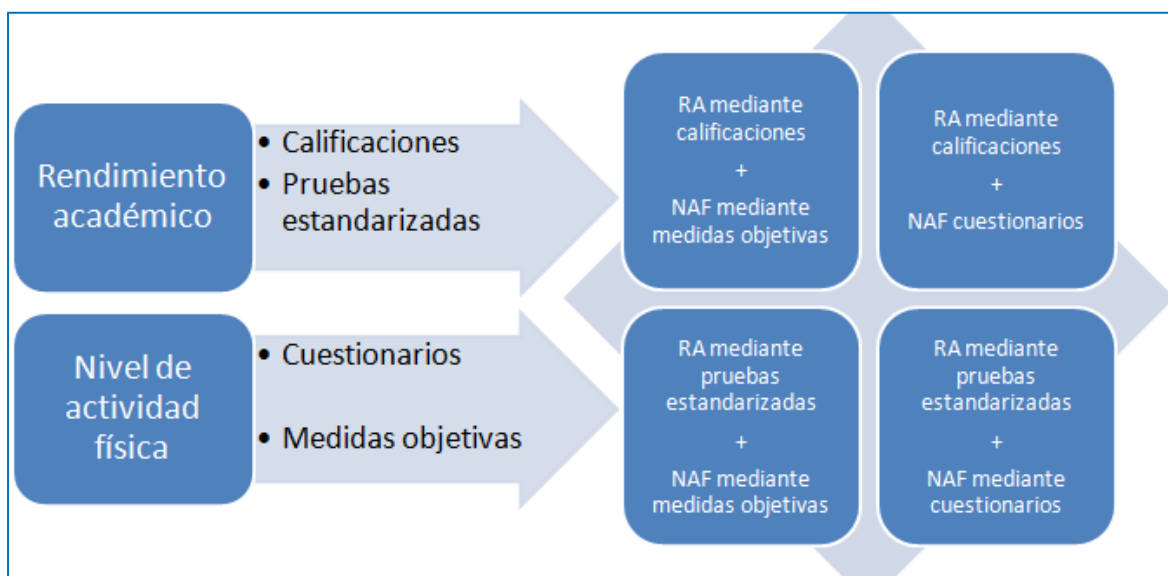 Rendimiento
académico
• Calificaciones
• Pruebas
estandarizadas
Nivel de
actividad
física
• Cuestionarios
• Medidas objetivas
RA mediante
calificaciones
+
NAF mediante
medidas objetivas
RA mediante
calificaciones
+
NAF cuestionarios
RA mediante
pruebas
estandarizadas
+
NAF mediante
medidas objetivas
RA mediante
pruebas
estandarizadas
+
NAF mediante
cuestionarios